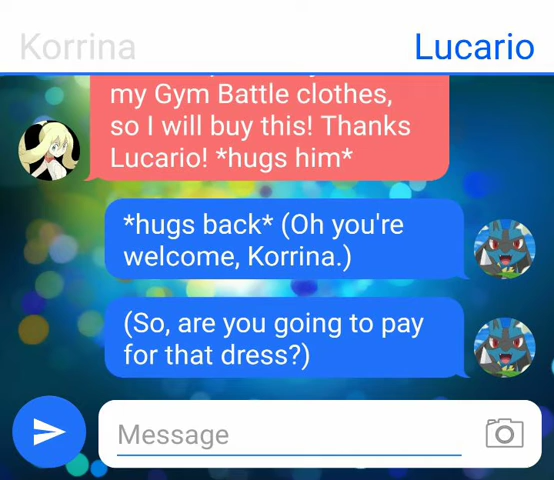 Korrina Lucario
my Gym Battle clothes,
so I will buy this! Thanks
Lucario! *hugs him*
*hugs back* (Oh you're
welcome, Korrina.)
(So, are you going to pay
for that dress?)
Message